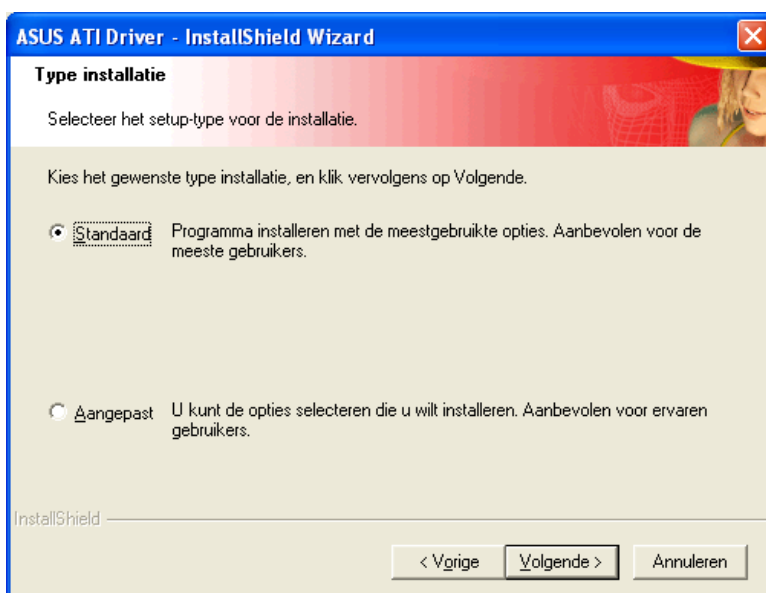 ASUS ATI Driver - InstallShield Wizard
Type installatie
Selecteer het setup-type voor de installatie.
Kies het gewenste type installatie, en klik vervolgens op Volgende.
Standaard
Programma installeren met de meestgebruikte opties. Aanbevolen voor de
meeste gebruikers.
Aangepast
U kunt de opties selecteren die u wilt installeren. Aanbevolen voor ervaren
gebruikers.
InstallShield
< Vorige
Volgende >
Annuleren